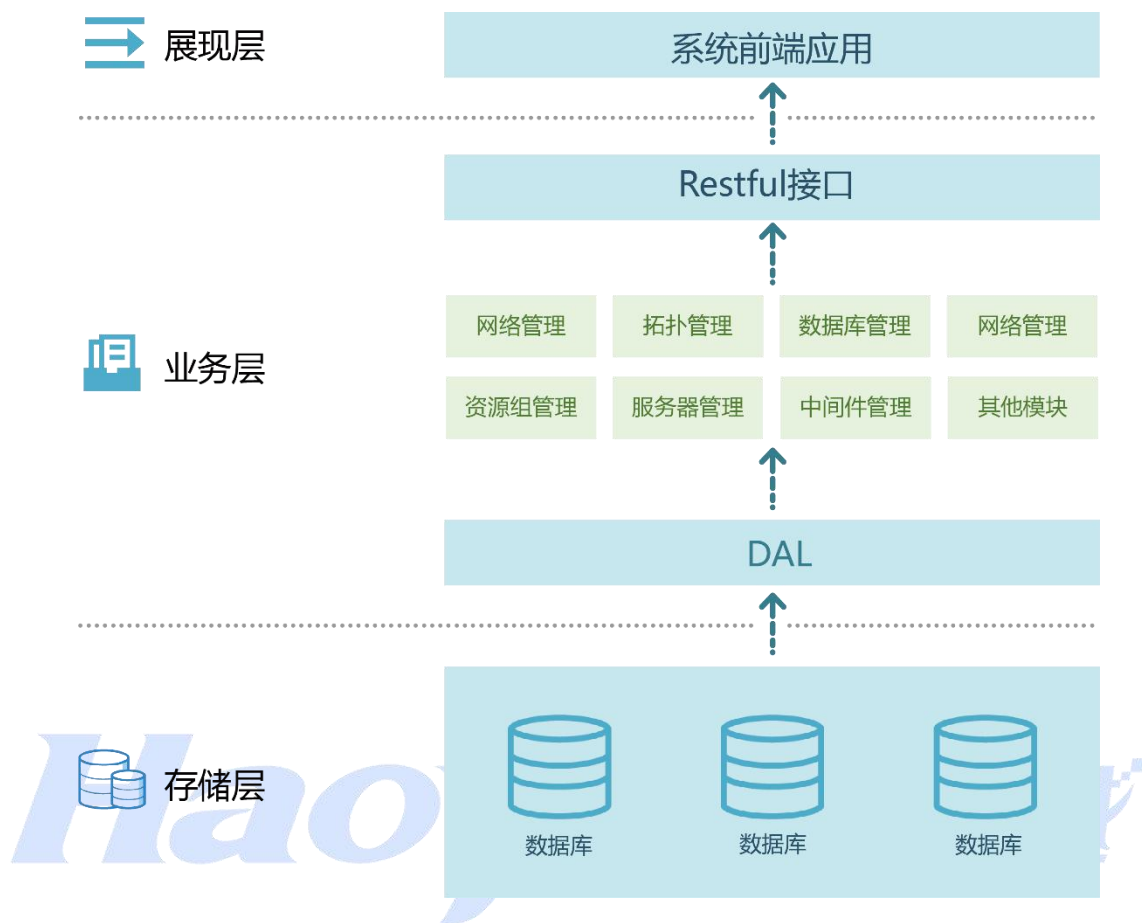 展现层
系统前端应用
Restful接口
业务层
网络管理 拓扑管理 数据库管理 网络管理
资源组管理 服务器管理 中间件管理 其他模块
DAL
存储层
数据库 数据库 数据库